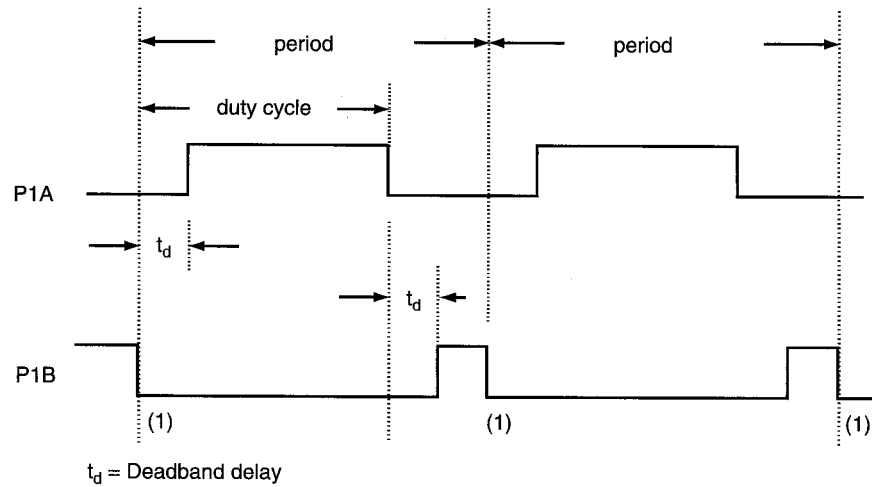 period period
duty cycle
P1A
t_d
t_d
P1B
(1) (1) (1)
t_d = Deadband delay